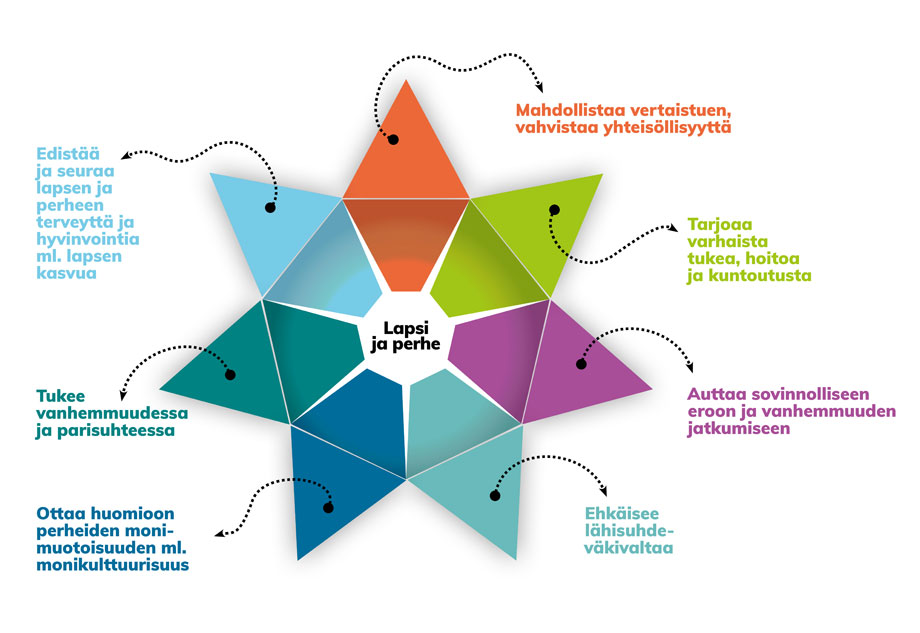 Mahdollistaa vertaistuen,
vahvistaa yhteisöllisyyttä
Tarjoaa
varhaista
tukea, hoitoa
ja kuntoutusta
Auttaa sovinnolliseen
eroon ja vanhemmuuden
jatkumiseen
Ehkäisee
lähisuhde-
väkivaltaa
Ottaa huomioon
perheiden moni-
muotoisuuden ml.
monikulttuurisuus
Tukee
vanhemmuudessa
ja parisuhteessa
Edistää
ja seuraa
lapsen ja
perheen
terveyttä ja
hyvinvointia
ml. lapsen
kasvua
Lapsi
ja perhe